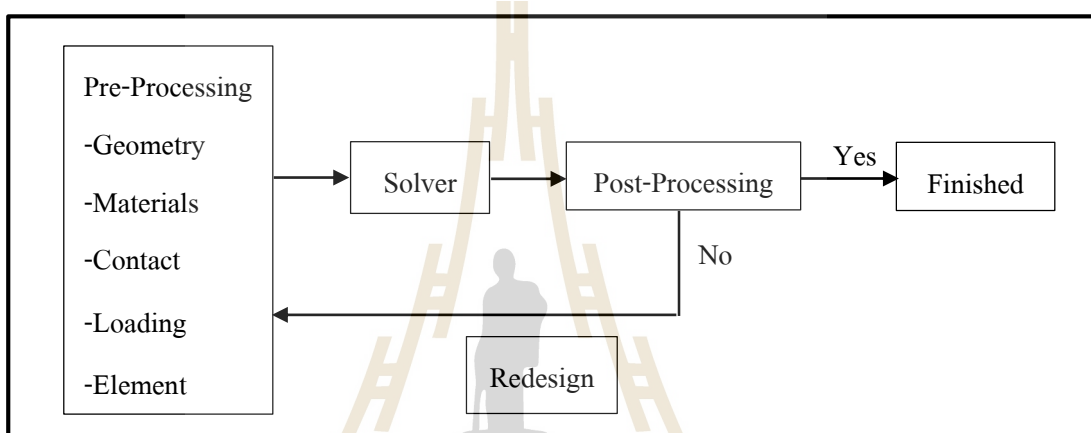 Pre-Processing
-Geometry
-Materials
-Contact
-Loading
-Element
Solver
Post-Processing
Yes
Finished
No
Redesign